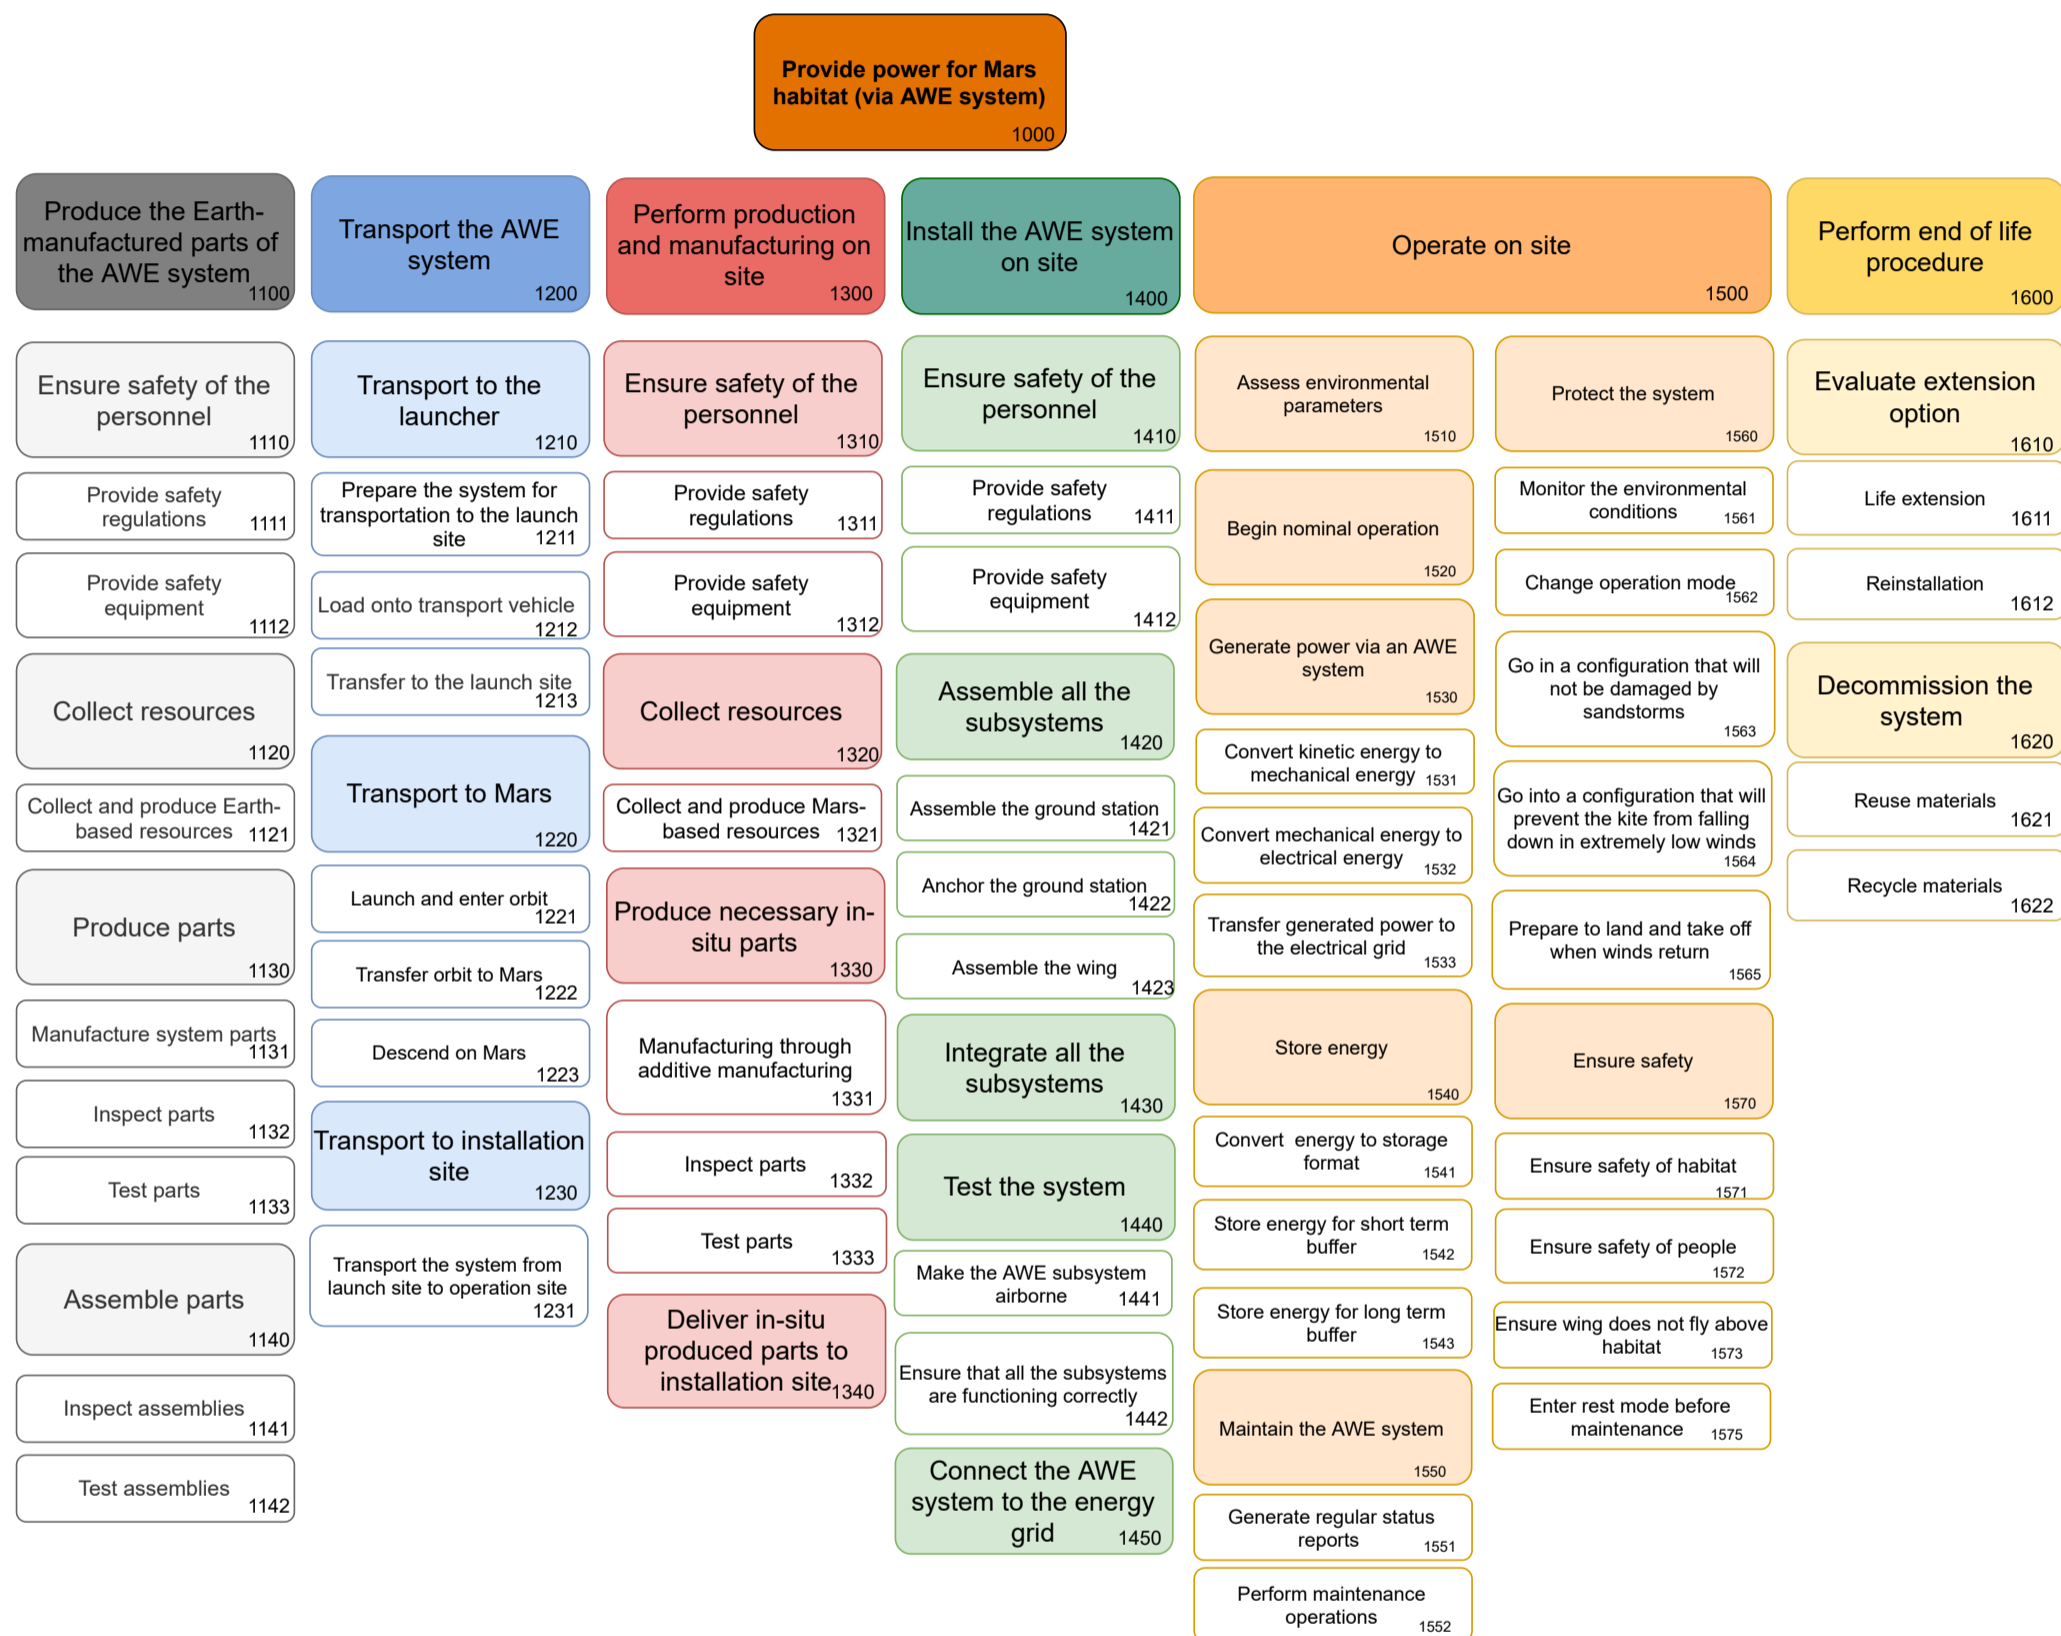 Provide power for Mars
habitat (via AWE system)
1000
Produce the Earth-
manufactured parts of
the AWE system
1100
Ensure safety of the
personnel
1110
Provide safety
regulations
1111
Provide safety
equipment
1112
Collect resources
1120
Collect and produce Earth-
based resources
1121
Produce parts
1130
Manufacture system parts
1131
Inspect parts
1132
Test parts
1133
Assemble parts
1140
Inspect assemblies
1141
Test assemblies
1142
Transport the AWE
system
1200
Transport to the
launcher
1210
Prepare the system for
transportation to the launch
site
1211
Load onto transport vehicle
1212
Transfer to the launch site
1213
Transport to Mars
1220
Launch and enter orbit
1221
Transfer orbit to Mars
1222
Descend on Mars
1223
Transport to installation
site
1230
Transport the system from
launch site to operation site
1231
Perform production
and manufacturing on
site
1300
Ensure safety of the
personnel
1310
Provide safety
regulations
1311
Provide safety
equipment
1312
Collect resources
1320
Collect and produce Mars-
based resources
1321
Produce necessary in-
situ parts
1330
Manufacturing through
additive manufacturing
1331
Inspect parts
1332
Test parts
1333
Deliver in-situ
produced parts to
installation site
1340
Install the AWE system
on site
1400
Ensure safety of the
personnel
1410
Provide safety
regulations
1411
Provide safety
equipment
1412
Assemble all the
subsystems
1420
Assemble the ground station
1421
Anchor the ground station
1422
Assemble the wing
1423
Integrate all the
subsystems
1430
Test the system
1440
Make the AWE subsystem
airborne
1441
Ensure that all the subsystems
are functioning correctly
1442
Connect the AWE
system to the energy
grid
1450
Operate on site
1500
Assess environmental
parameters
1510
Begin nominal operation
1520
Generate power via an AWE
system
1530
Convert kinetic energy to
mechanical energy
1531
Convert mechanical energy to
electrical energy
1532
Transfer generated power to
the electrical grid
1533
Store energy
1540
Convert energy to storage
format
1541
Store energy for short term
buffer
1542
Store energy for long term
buffer
1543
Maintain the AWE system
1550
Generate regular status
reports
1551
Perform maintenance
operations
1552
Protect the system
1560
Monitor the environmental
conditions
1561
Change operation mode
1562
Go in a configuration that will
not be damaged by
sandstorms
1563
Go into a configuration that will
prevent the kite from falling
down in extremely low winds
1564
Prepare to land and take off
when winds return
1565
Ensure safety
1570
Ensure safety of habitat
1571
Ensure safety of people
1572
Ensure wing does not fly above
habitat
1573
Enter rest mode before
maintenance
1575
Perform end of life
procedure
1600
Evaluate extension
option
1610
Life extension
1611
Reinstallation
1612
Decommission the
system
1620
Reuse materials
1621
Recycle materials
1622